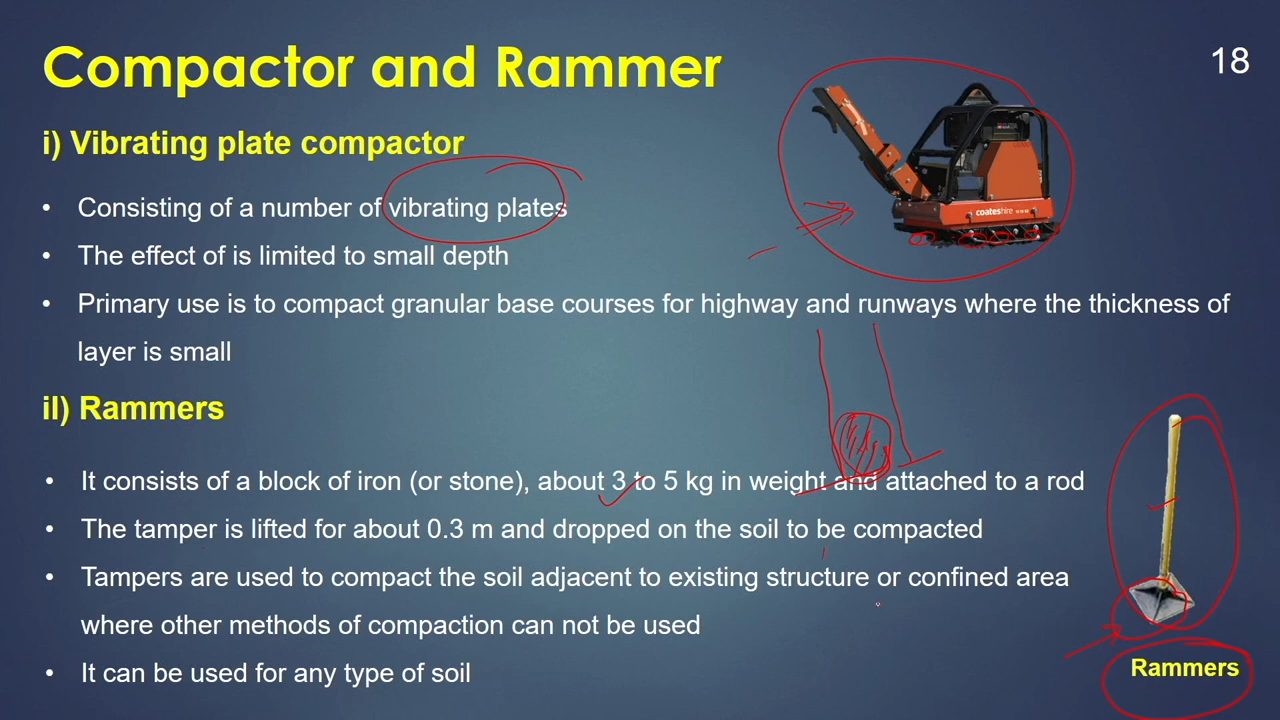 Compactor and Rammer
18
i) Vibrating plate compactor
• Consisting of a number of vibrating plates
• The effect of is limited to small depth
• Primary use is to compact granular base courses for highway and runways where the thickness of
layer is small
coateshire
iI) Rammers
• It consists of a block of iron (or stone), about 3 to 5 kg in weight and attached to a rod
• The tamper is lifted for about 0.3 m and dropped on the soil to be compacted
• Tampers are used to compact the soil adjacent to existing structure or confined area
where other methods of compaction can not be used
• It can be used for any type of soil
Rammers